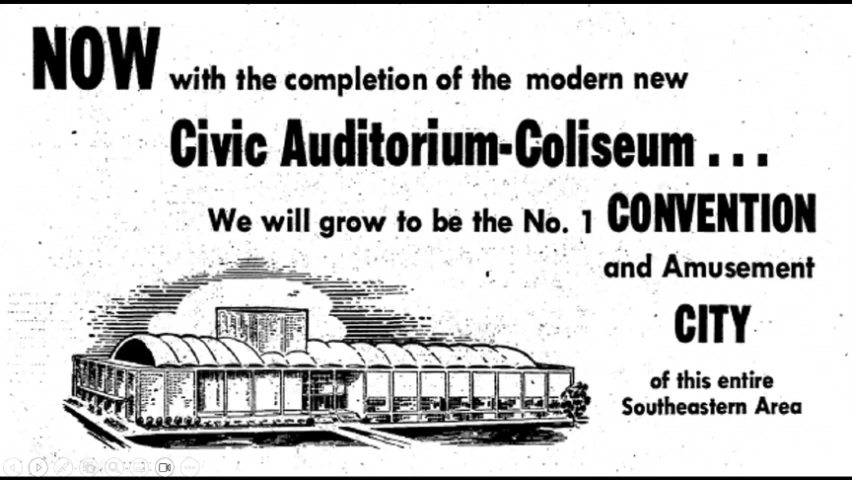 NOW with the completion of the modern new
Civic Auditorium-Coliseum...
We will grow to be the No. 1 CONVENTION
and Amusement
CITY
of this entire
Southeastern Area